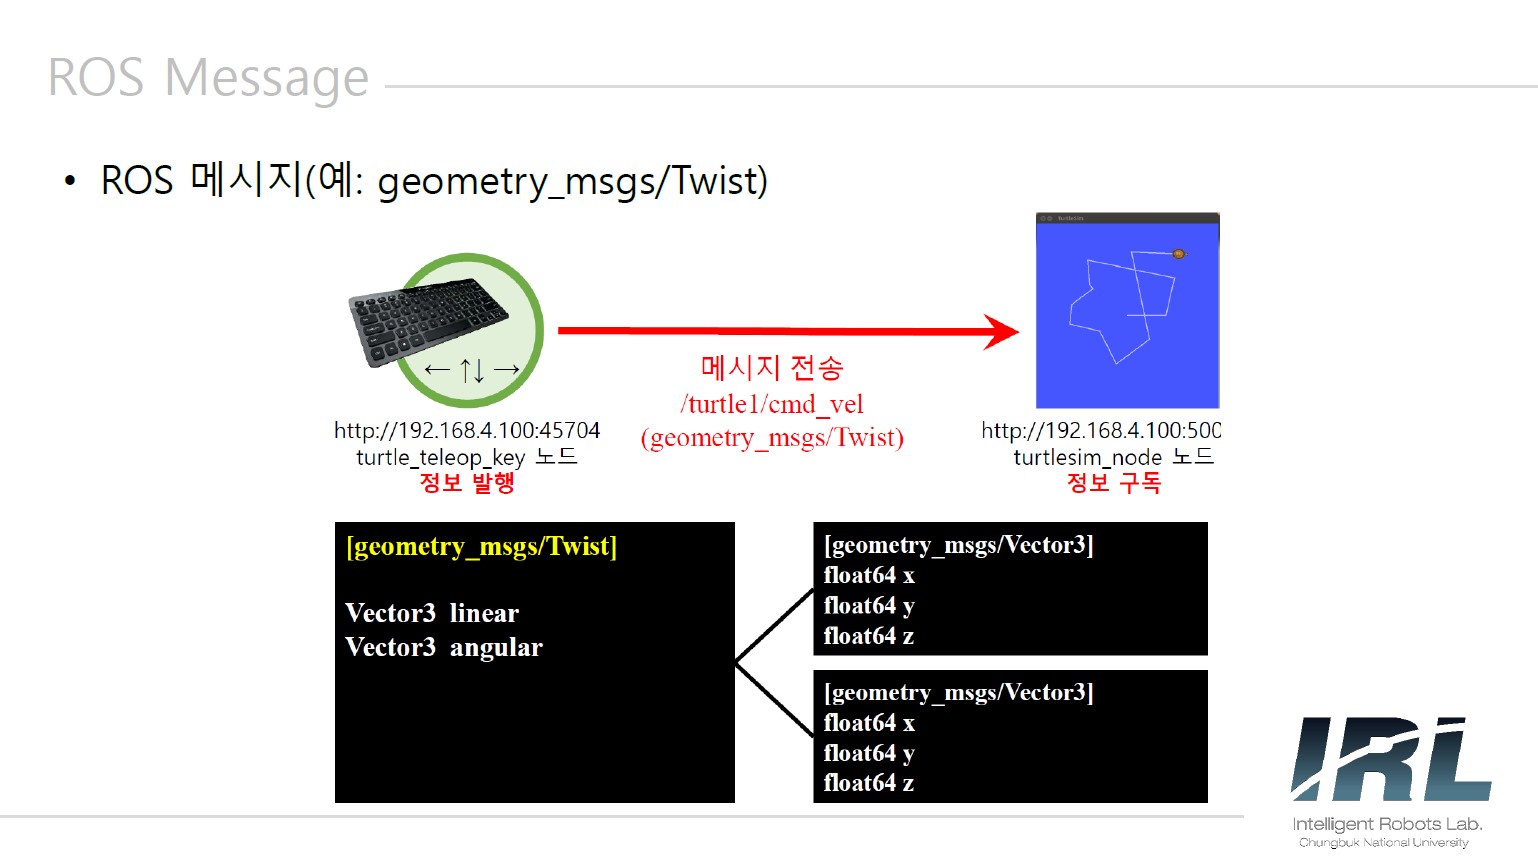 ROS Message
• ROS 메시지(예: geometry_msgs/Twist)
TurtleSim
← ↑↓ →
메시지 전송
/turtle1/cmd_vel
(geometry_msgs/Twist)
http://192.168.4.100:45704
turtle_teleop_key 노드
정보 발행
http://192.168.4.100:500
turtlesim_node 노드
정보 구독
[geometry_msgs/Twist]
Vector3 linear
Vector3 angular
[geometry_msgs/Vector3]
float64 x
float64 y
float64 z
[geometry_msgs/Vector3]
float64 x
float64 y
float64 z
IRL
Intelligent Robots Lab.
Chungbuk National University